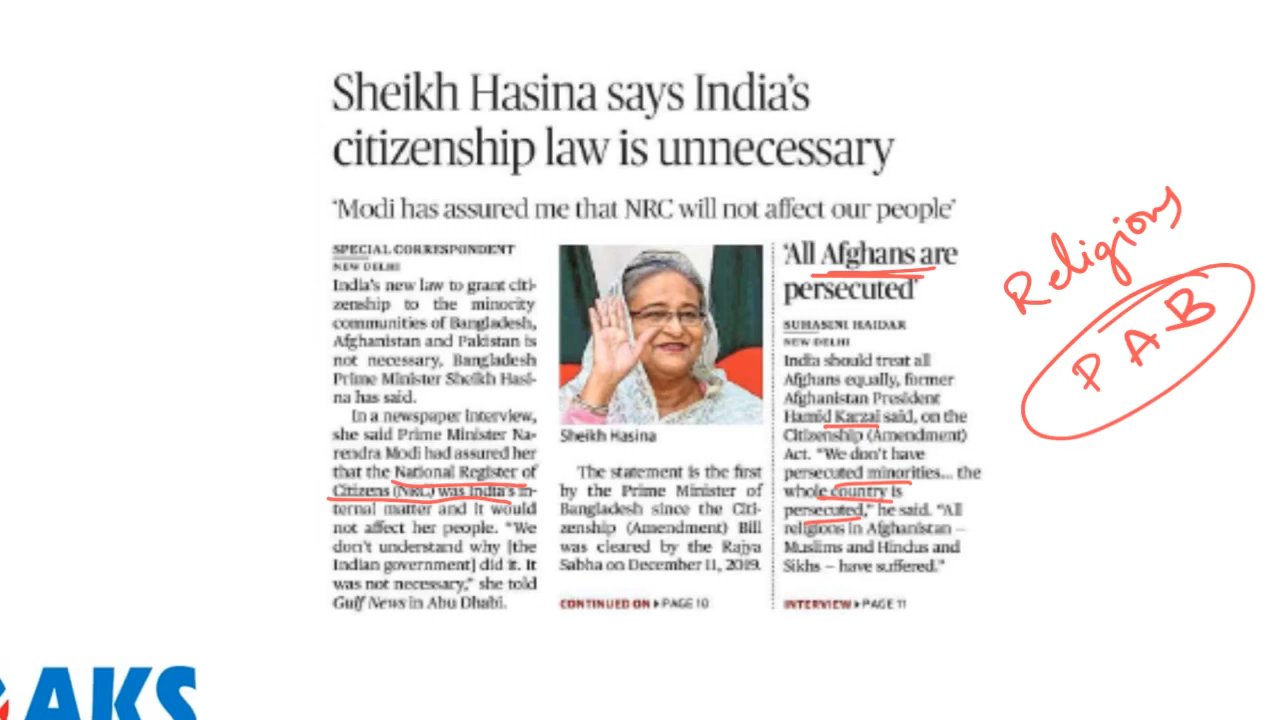 Sheikh Hasina says India's
citizenship law is unnecessary
'Modi has assured me that NRC will not affect our people'
SPECIAL CORRESPONDENT
NEW DELHI
India's new law to grant citi-
zenship to the minority
communities of Bangladesh,
Afghanistan and Pakistan is
not necessary, Bangladesh
Prime Minister Sheikh Hasi-
na has said.
In a newspaper interview,
she said Prime Minister Na-
rendra Modi had assured her
that the National Register of
Citizens (NRC) was India's in-
ternal matter and it would
not affect her people. "We
don't understand why [the
Indian government] did it. It
was not necessary," she told
Gulf News in Abu Dhabi.
Sheikh Hasina
The statement is the first
by the Prime Minister of
Bangladesh since the Citi-
zenship (Amendment) Bill
was cleared by the Rajya
Sabha on December 11, 2019.
CONTINUED ON ▸ PAGE 10
'All Afghans are
persecuted'
SUHASINI HAIDAR
NEW DELHI
India should treat all
Afghans equally, former
Afghanistan President
Hamid Karzai said, on the
Citizenship (Amendment)
Act. "We don't have
persecuted minorities... the
whole country is
persecuted," he said. "All
religions in Afghanistan –
Muslims and Hindus and
Sikhs – have suffered."
INTERVIEW ▸ PAGE 11
Religious
P A B
AKS